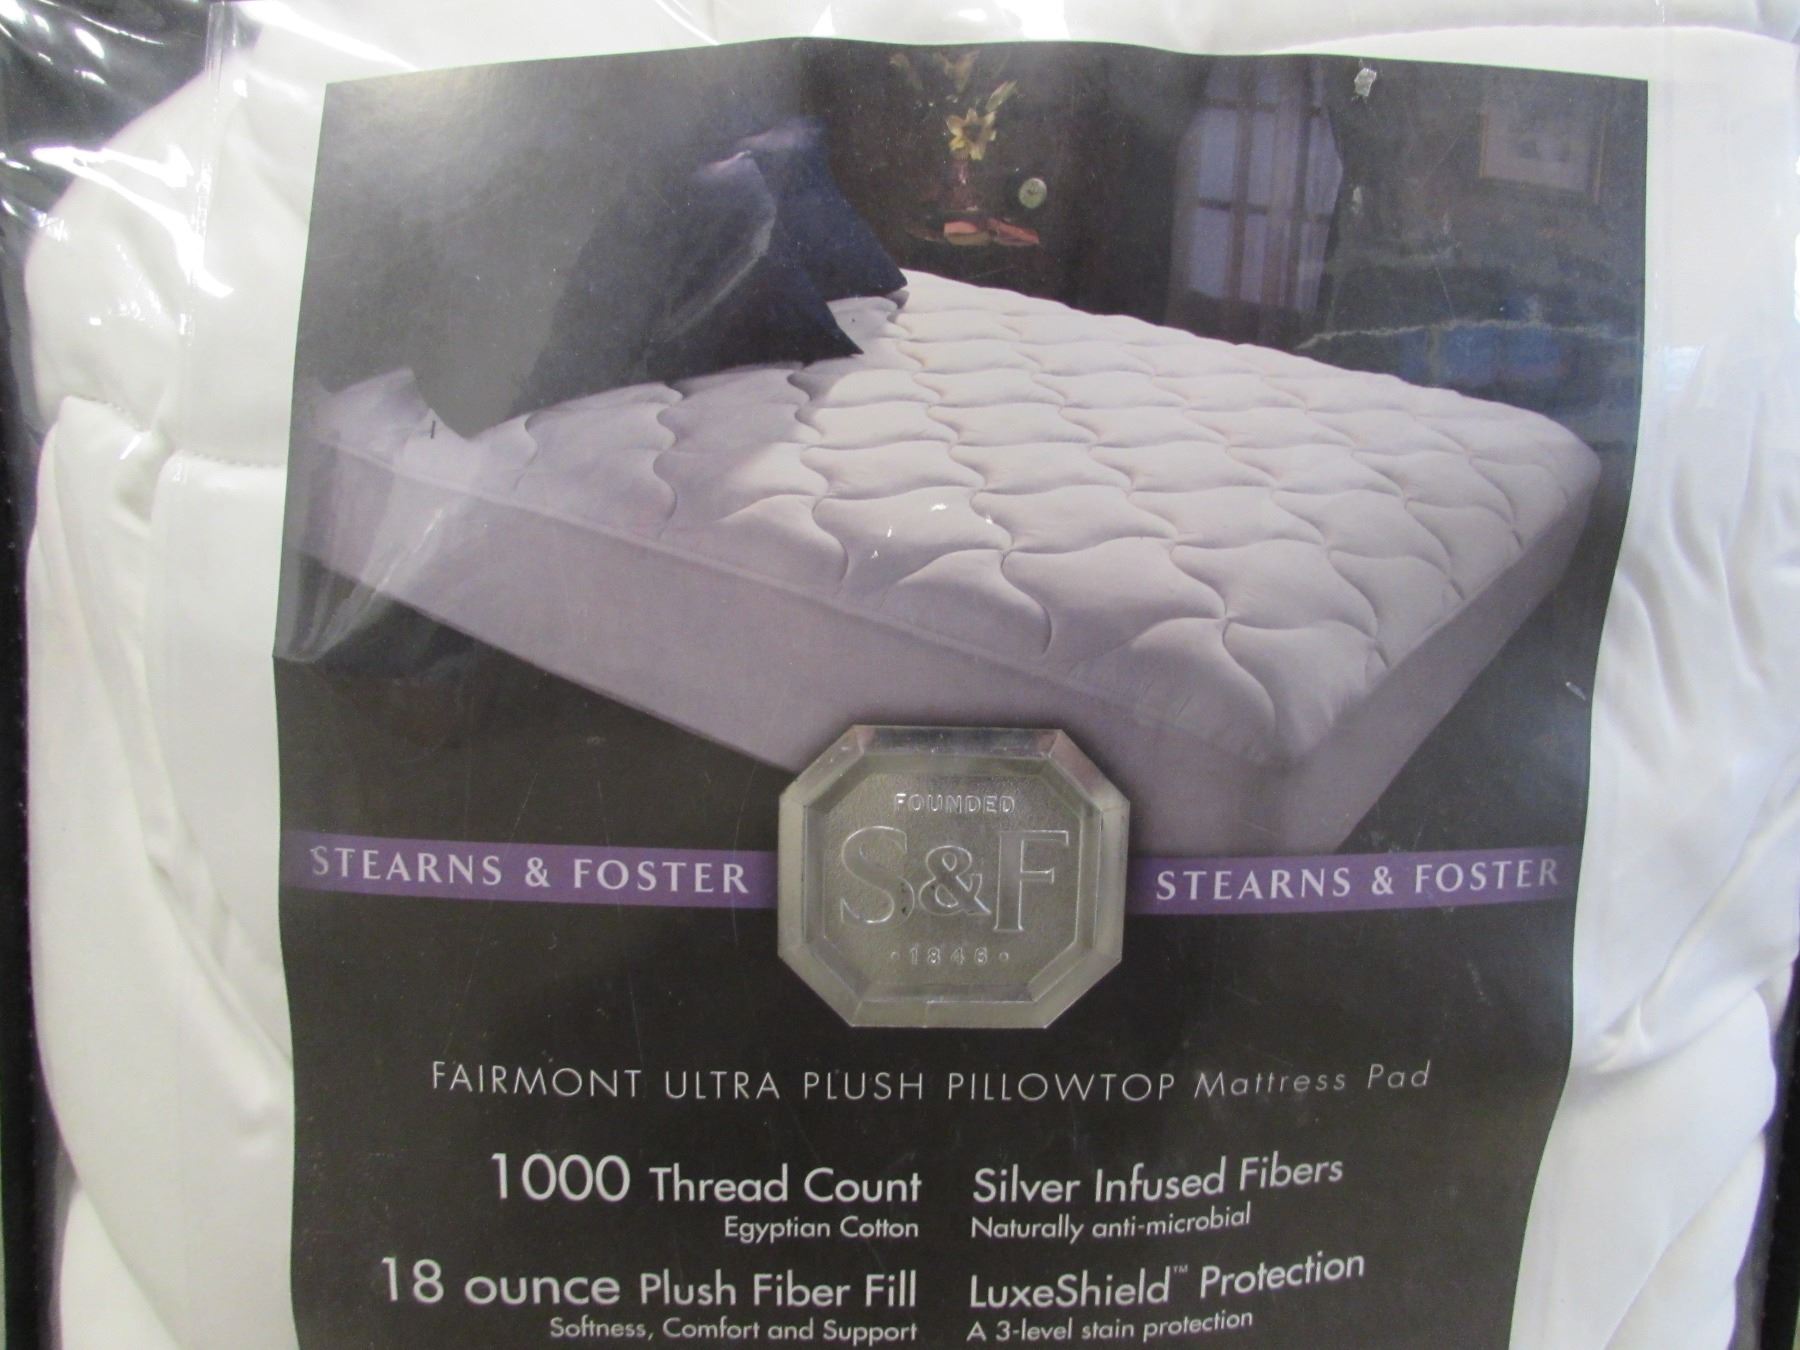 FOUNDED
S&F
· 1846 ·
STEARNS & FOSTER
STEARNS & FOSTER
FAIRMONT ULTRA PLUSH PILLOWTOP Mattress Pad
1000 Thread Count
Egyptian Cotton
Silver Infused Fibers
Naturally anti-microbial
18 ounce Plush Fiber Fill
Softness, Comfort and Support
LuxeShield™ Protection
A 3-level stain protection